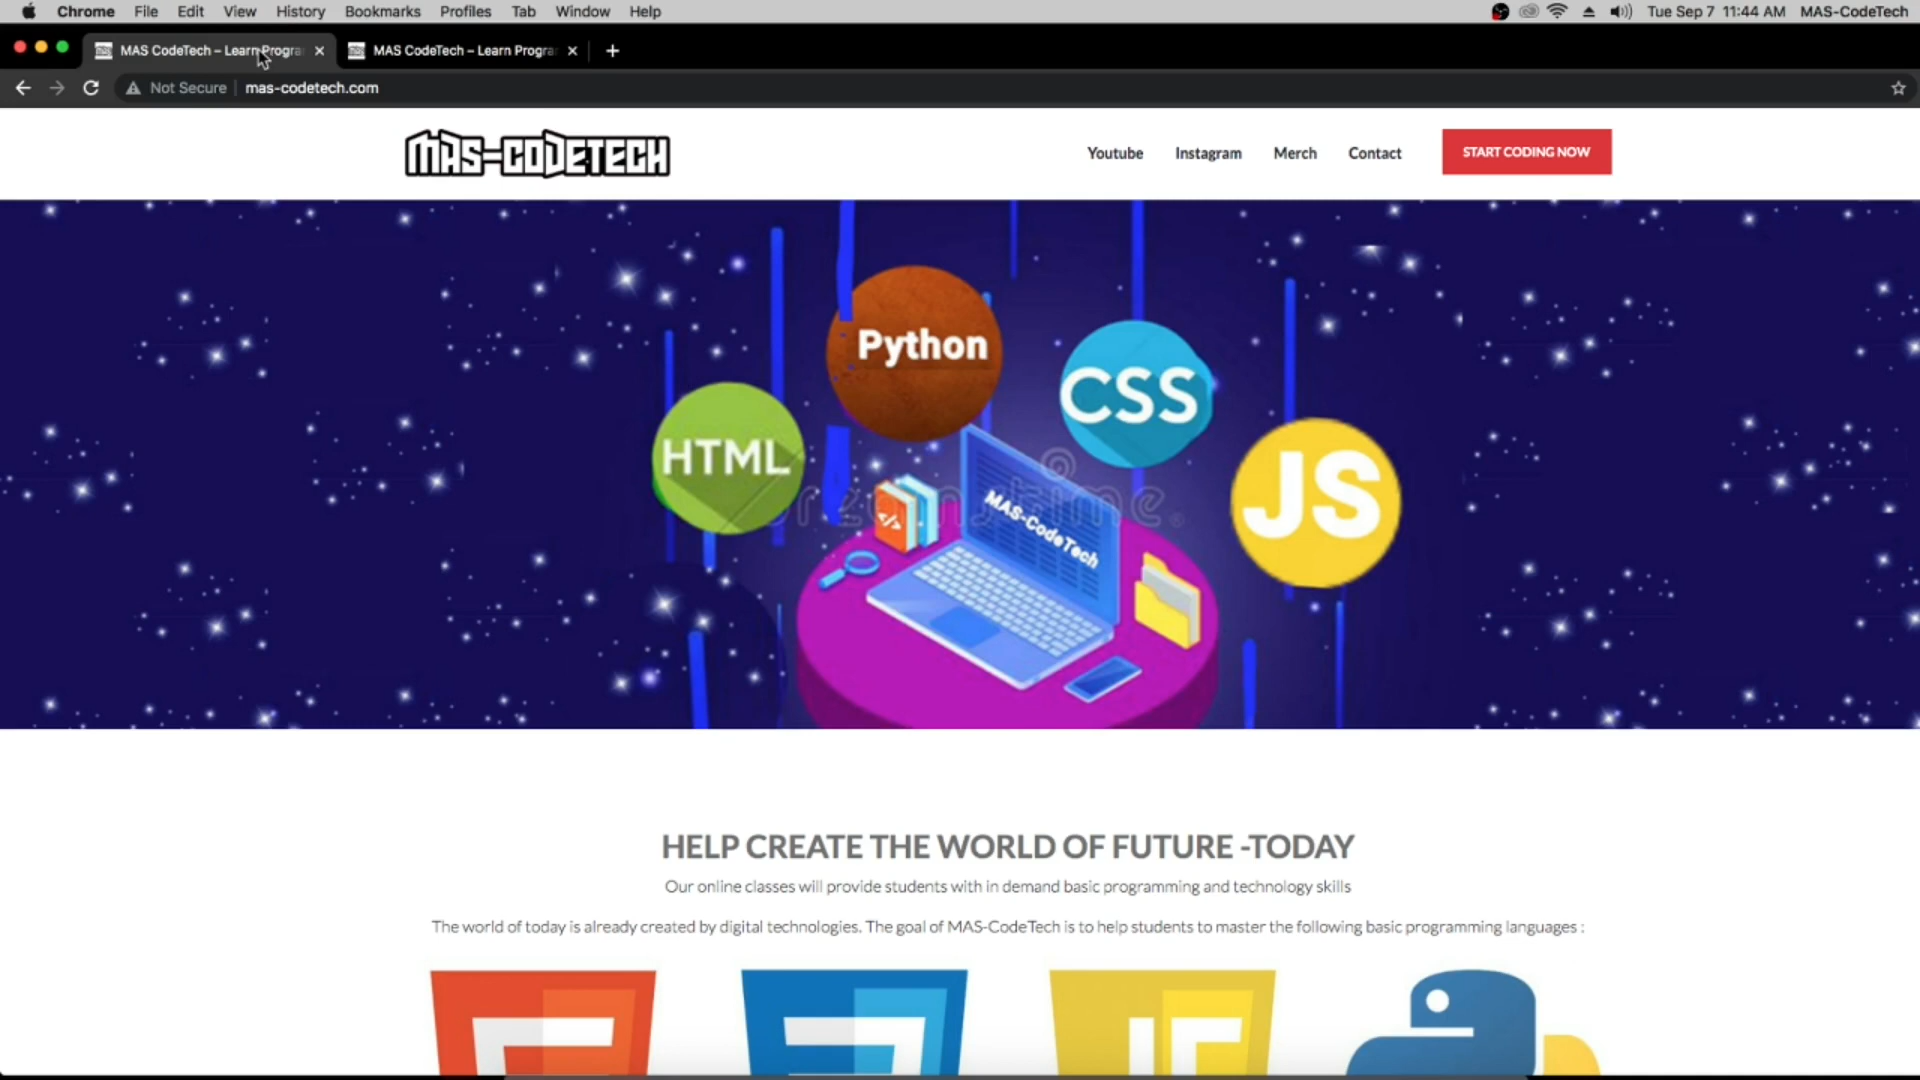 Chrome File Edit View History Bookmarks Profiles Tab Window Help
Tue Sep 7 11:44 AM MAS-CodeTech
MAS CodeTech – Learn Progra
MAS CodeTech – Learn Progra
Not Secure mas-codetech.com
MAS-CODETECH
Youtube Instagram Merch Contact START CODING NOW
Python
CSS
HTML
JS
</>
MAS-CodeTech
dreamstime.
HELP CREATE THE WORLD OF FUTURE -TODAY
Our online classes will provide students with in demand basic programming and technology skills
The world of today is already created by digital technologies. The goal of MAS-CodeTech is to help students to master the following basic programming languages :